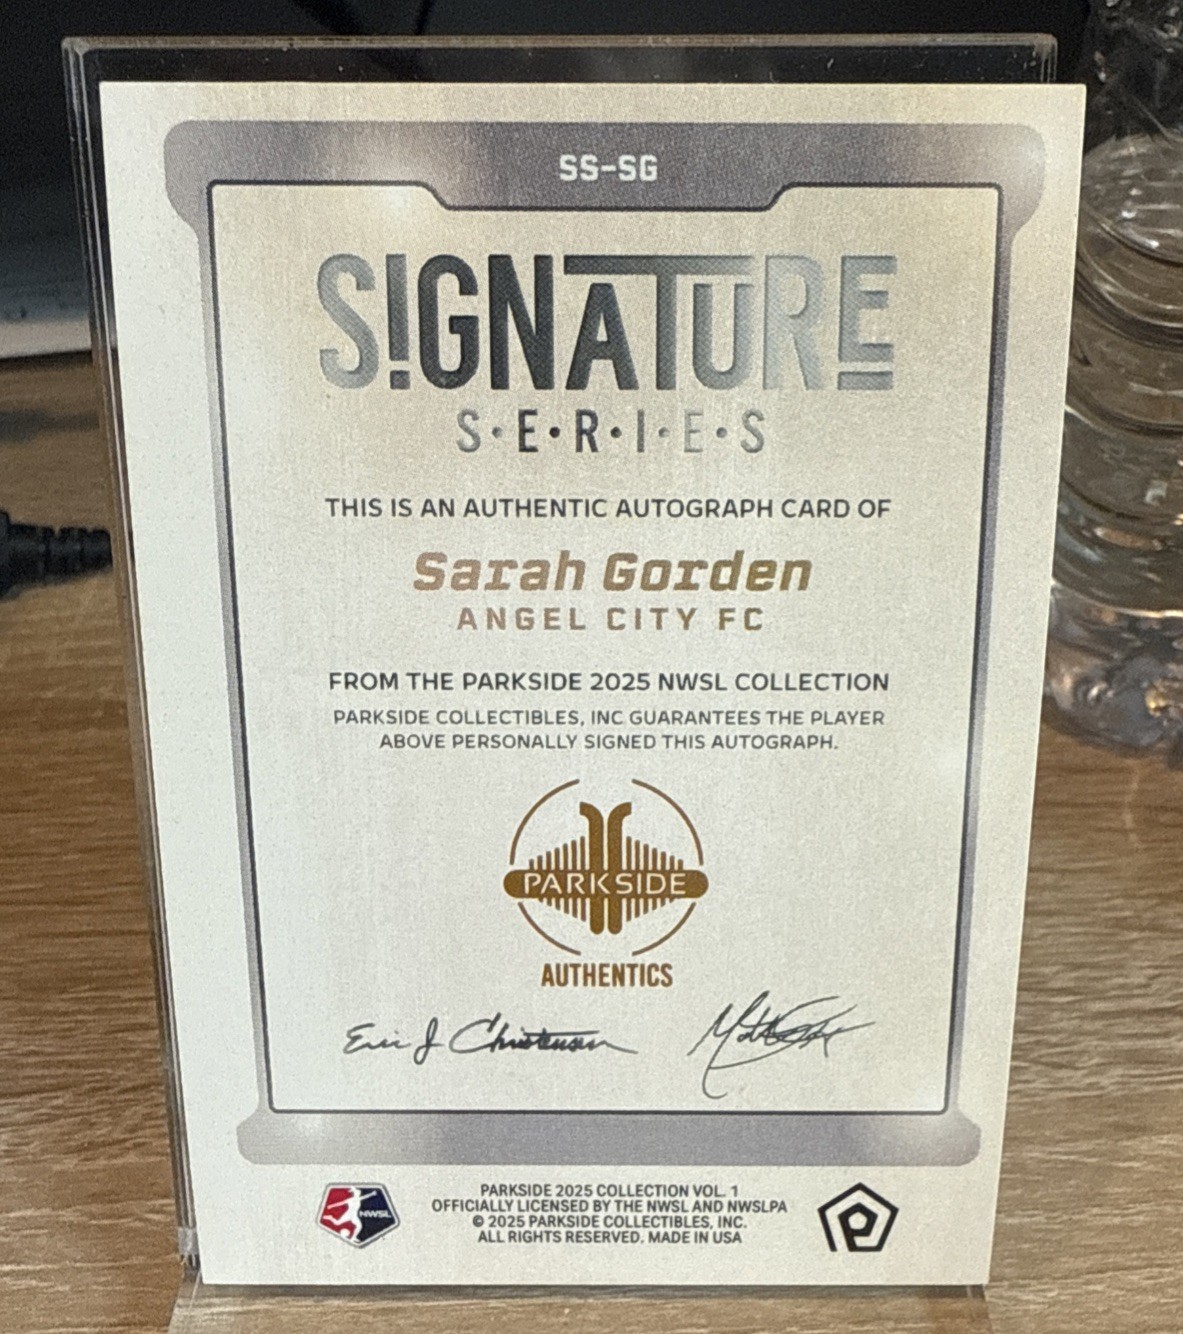 SS-SG
S!GNATURE
S·E·R·I·E·S
THIS IS AN AUTHENTIC AUTOGRAPH CARD OF
Sarah Gorden
ANGEL CITY FC
FROM THE PARKSIDE 2025 NWSL COLLECTION
PARKSIDE COLLECTIBLES, INC GUARANTEES THE PLAYER
ABOVE PERSONALLY SIGNED THIS AUTOGRAPH.
PARKSIDE
AUTHENTICS
Eric J Christensen
NWSL
PARKSIDE 2025 COLLECTION VOL. 1
OFFICIALLY LICENSED BY THE NWSL AND NWSLPA
© 2025 PARKSIDE COLLECTIBLES, INC.
ALL RIGHTS RESERVED. MADE IN USA